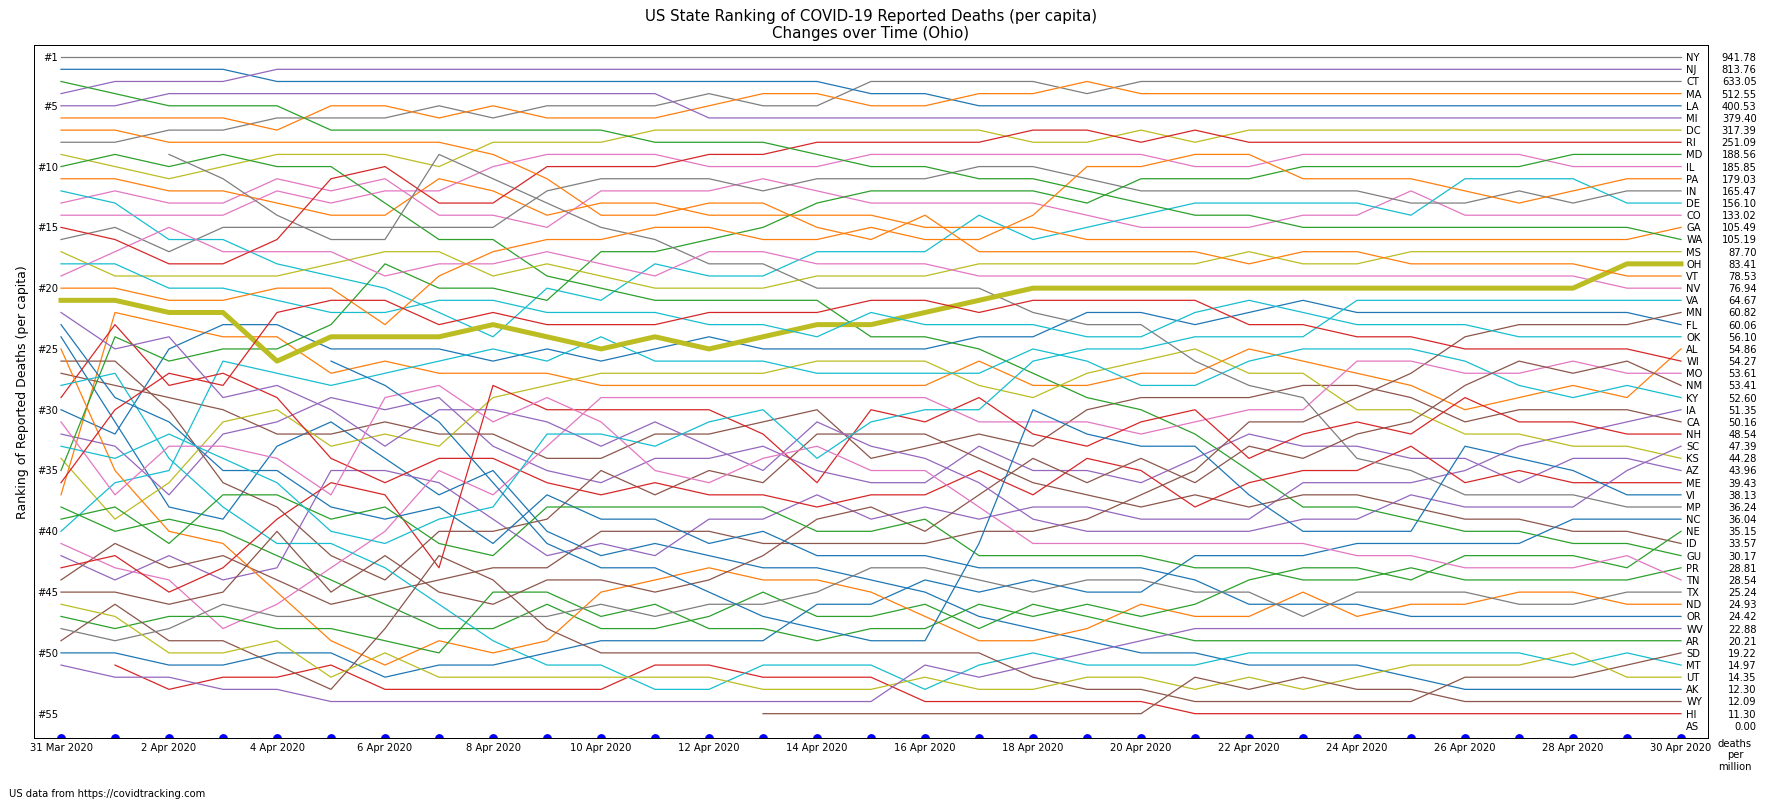 US State Ranking of COVID-19 Reported Deaths (per capita)
Changes over Time (Ohio)
Ranking of Reported Deaths (per capita)
#1
#5
#10
#15
#20
#25
#30
#35
#40
#45
#50
#55
NY 941.78
NJ 813.76
CT 633.05
MA 512.55
LA 400.53
MI 379.40
DC 317.39
RI 251.09
MD 188.56
IL 185.85
PA 179.03
IN 165.47
DE 156.10
CO 133.02
GA 105.49
WA 105.19
MS 87.70
OH 83.41
VT 78.53
NV 76.94
VA 64.67
MN 60.82
FL 60.06
OK 56.10
AL 54.86
WI 54.27
MO 53.61
NM 53.41
KY 52.60
IA 51.35
CA 50.16
NH 48.54
SC 47.39
KS 44.28
AZ 43.96
ME 39.43
VI 38.13
MP 36.24
NC 36.04
NE 35.15
ID 33.57
GU 30.17
PR 28.81
TN 28.54
TX 25.24
ND 24.93
OR 24.42
WV 22.88
AR 20.21
SD 19.22
MT 14.97
UT 14.35
AK 12.30
WY 12.09
HI 11.30
AS 0.00
31 Mar 2020 2 Apr 2020 4 Apr 2020 6 Apr 2020 8 Apr 2020 10 Apr 2020 12 Apr 2020 14 Apr 2020 16 Apr 2020 18 Apr 2020 20 Apr 2020 22 Apr 2020 24 Apr 2020 26 Apr 2020 28 Apr 2020 30 Apr 2020
deaths
per
million
US data from https://covidtracking.com